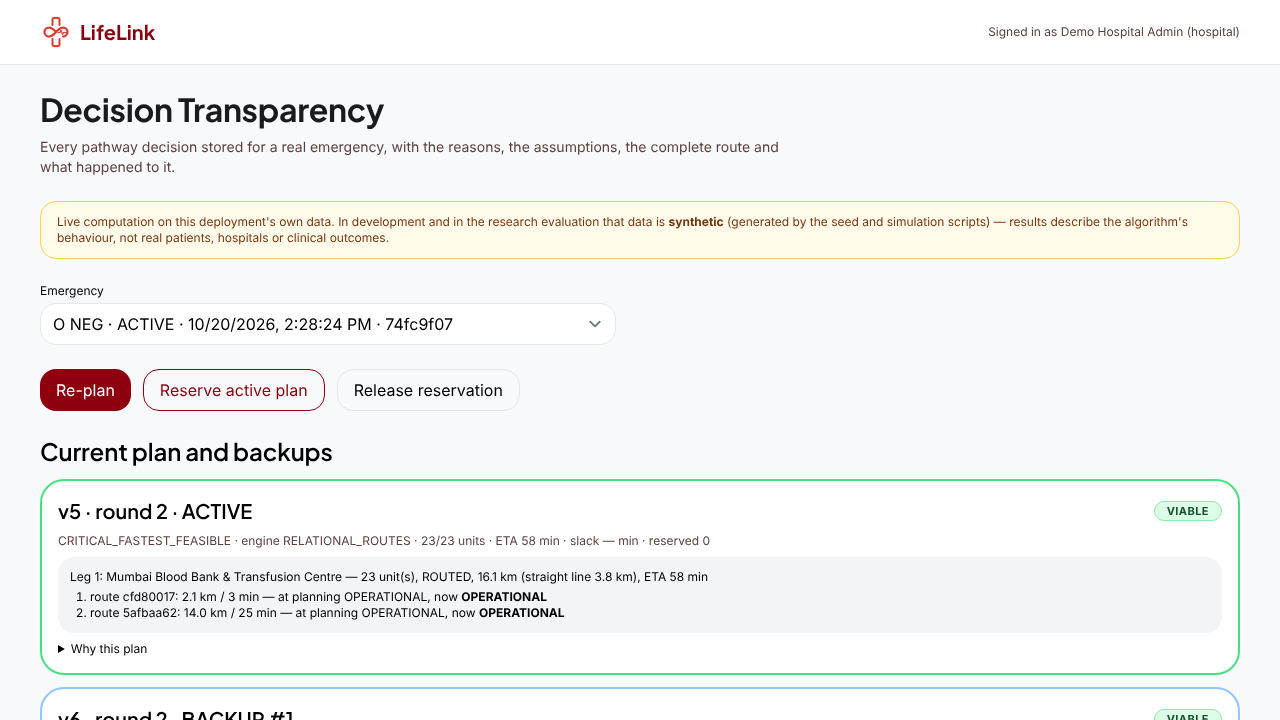 LifeLink
Signed in as Demo Hospital Admin (hospital)
Decision Transparency
Every pathway decision stored for a real emergency, with the reasons, the assumptions, the complete route and
what happened to it.
Live computation on this deployment's own data. In development and in the research evaluation that data is synthetic (generated by the seed and simulation scripts) — results describe the algorithm's
behaviour, not real patients, hospitals or clinical outcomes.
Emergency
O NEG · ACTIVE · 10/20/2026, 2:28:24 PM · 74fc9f07
Re-plan
Reserve active plan
Release reservation
Current plan and backups
v5 · round 2 · ACTIVE
VIABLE
CRITICAL_FASTEST_FEASIBLE · engine RELATIONAL_ROUTES · 23/23 units · ETA 58 min · slack — min · reserved 0
Leg 1: Mumbai Blood Bank & Transfusion Centre — 23 unit(s), ROUTED, 16.1 km (straight line 3.8 km), ETA 58 min
1. route cfd80017: 2.1 km / 3 min — at planning OPERATIONAL, now OPERATIONAL
2. route 5afbaa62: 14.0 km / 25 min — at planning OPERATIONAL, now OPERATIONAL
Why this plan
v6 · round 2 · BACKUP #1
VIABLE